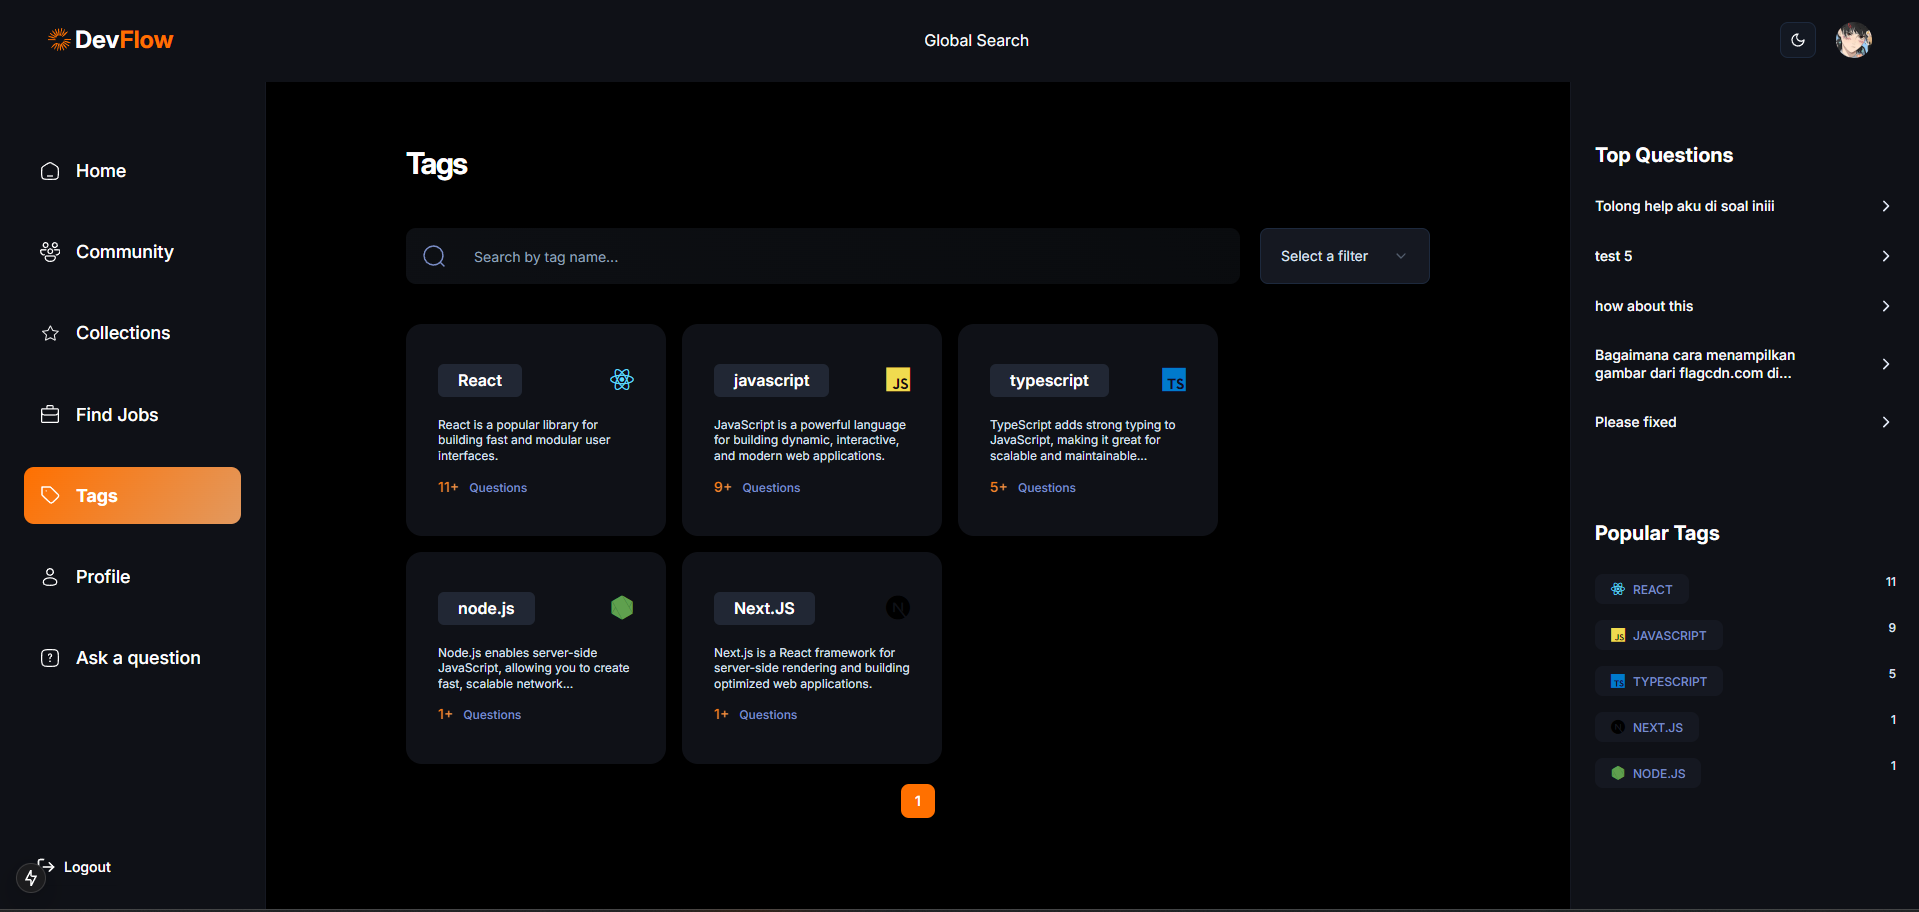 DevFlow
Global Search
Home
Community
Collections
Find Jobs
Tags
Profile
Ask a question
Logout
Tags
Search by tag name...
Select a filter
React
React is a popular library for
building fast and modular user
interfaces.
11+ Questions
javascript
JS
JavaScript is a powerful language
for building dynamic, interactive,
and modern web applications.
9+ Questions
typescript
TS
TypeScript adds strong typing to
JavaScript, making it great for
scalable and maintainable...
5+ Questions
node.js
Node.js enables server-side
JavaScript, allowing you to create
fast, scalable network...
1+ Questions
Next.JS
N
Next.js is a React framework for
server-side rendering and building
optimized web applications.
1+ Questions
1
Top Questions
Tolong help aku di soal iniii
test 5
how about this
Bagaimana cara menampilkan
gambar dari flagcdn.com di...
Please fixed
Popular Tags
REACT 11
JS JAVASCRIPT 9
TS TYPESCRIPT 5
N NEXT.JS 1
NODE.JS 1